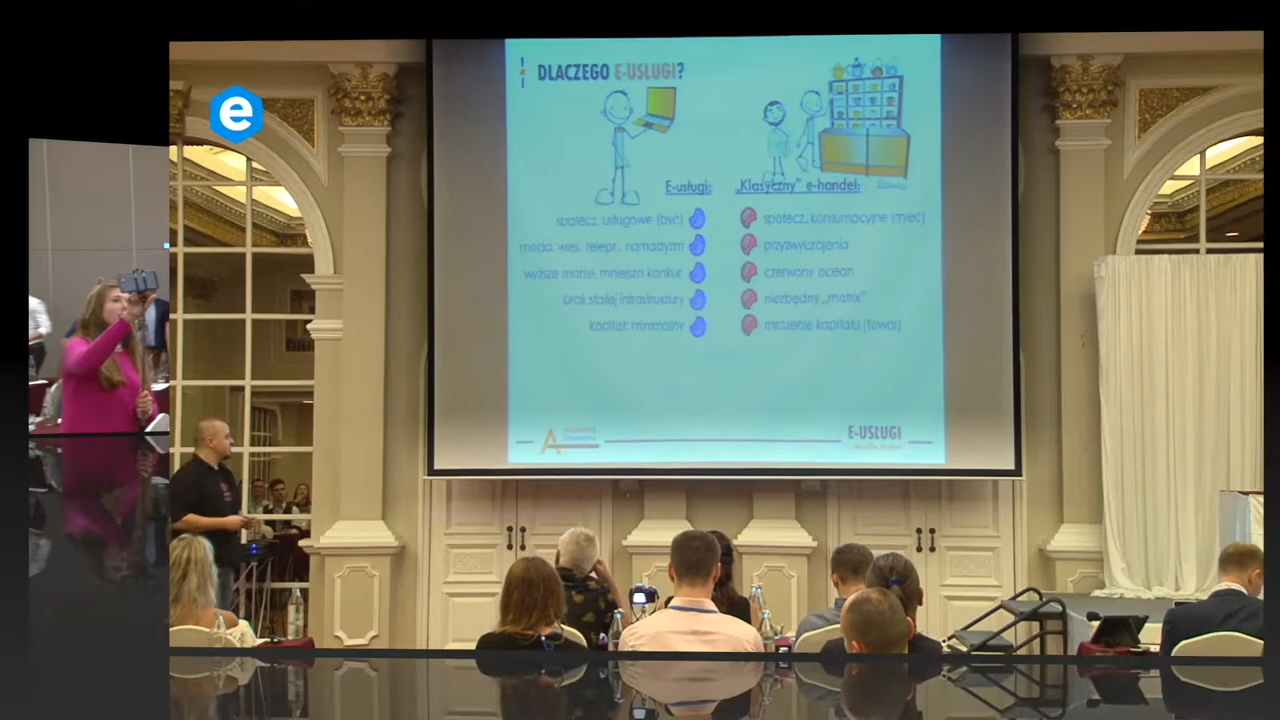 e
DLACZEGO E-USŁUGI?
E-usługi:
społecz. usługowe (być)
moda: wes. telepr., nomadyzm
wyższe marże, mniejsza konkur.
brak stałej infrastruktury
kapitał: minimalny
„Klasyczny" e-handel:
społecz. konsumpcyjne (mieć)
przyzwyczajenia
czerwony ocean
niezbędny „matrix"
mrożenie kapitału (towar)
A
E-USŁUGI